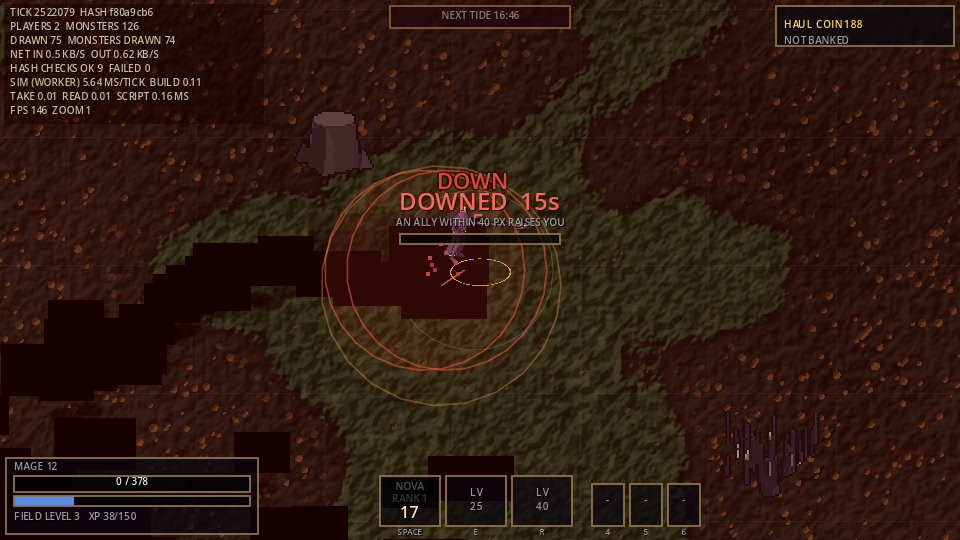 TICK 2522079 HASH f80a9cb6
PLAYERS 2 MONSTERS 126
DRAWN 75 MONSTERS DRAWN 74
NET IN 0.5 KB/S OUT 0.62 KB/S
HASH CHECKS OK 9 FAILED 0
SIM (WORKER) 5.64 MS/TICK BUILD 0.11
TAKE 0.01 READ 0.01 SCRIPT 0.16 MS
FPS 146 ZOOM 1
NEXT TIDE 16:46
HAUL COIN 188
NOT BANKED
DOWN
DOWNED 15s
AN ALLY WITHIN 40 PX RAISES YOU
MAGE 12
0 / 378
FIELD LEVEL 3 XP 38/150
NOVA
RANK 1
17
SPACE
LV
25
E
LV
40
R
-
4
-
5
-
6